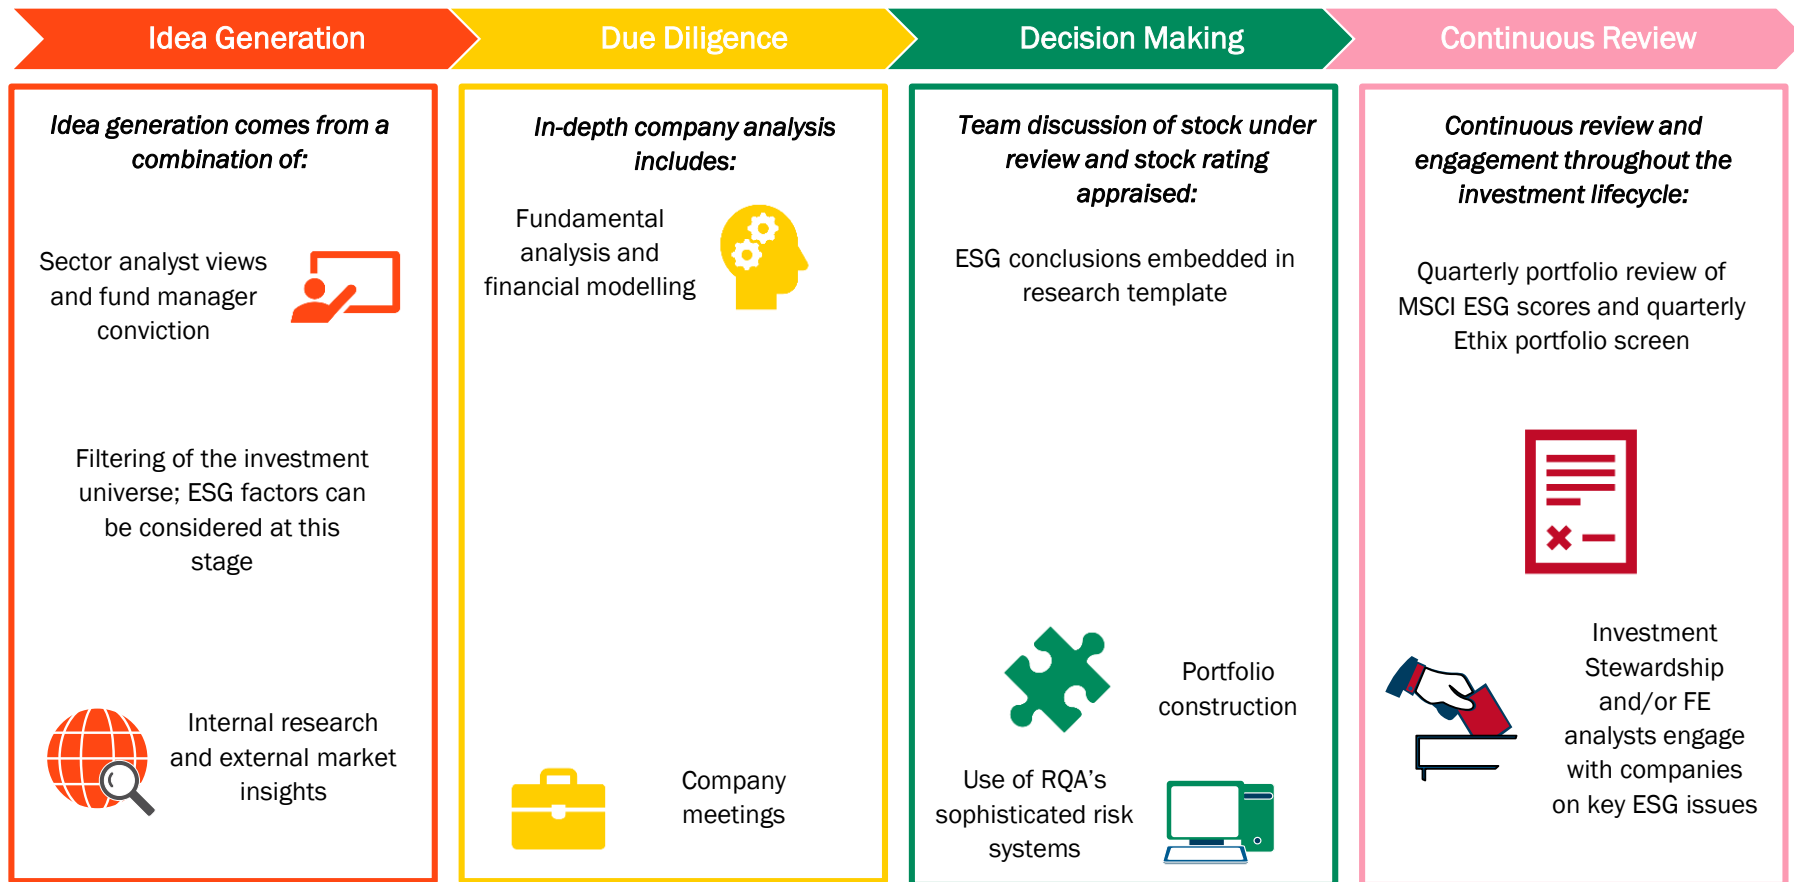 Idea Generation
Due Diligence
Decision Making
Continuous Review
Idea generation comes from a
combination of:
Sector analyst views
and fund manager
conviction
Filtering of the investment
universe; ESG factors can
be considered at this
stage
Internal research
and external market
insights
In-depth company analysis
includes:
Fundamental
analysis and
financial modelling
Company
meetings
Team discussion of stock under
review and stock rating
appraised:
ESG conclusions embedded in
research template
Portfolio
construction
Use of RQA's
sophisticated risk
systems
Continuous review and
engagement throughout the
investment lifecycle:
Quarterly portfolio review of
MSCI ESG scores and quarterly
Ethix portfolio screen
Investment
Stewardship
and/or FE
analysts engage
with companies
on key ESG issues